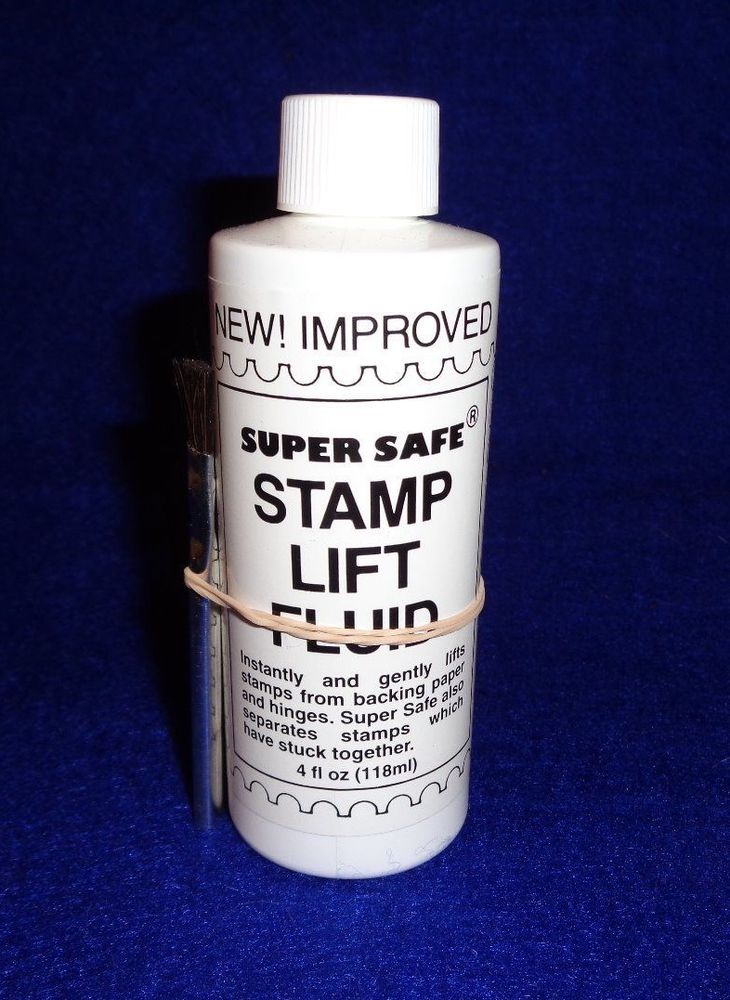 NEW! IMPROVED
SUPER SAFE®
STAMP
LIFT
FLUID
Instantly and gently lifts
stamps from backing paper
and hinges. Super Safe also
separates stamps which
have stuck together.
4 fl oz (118ml)